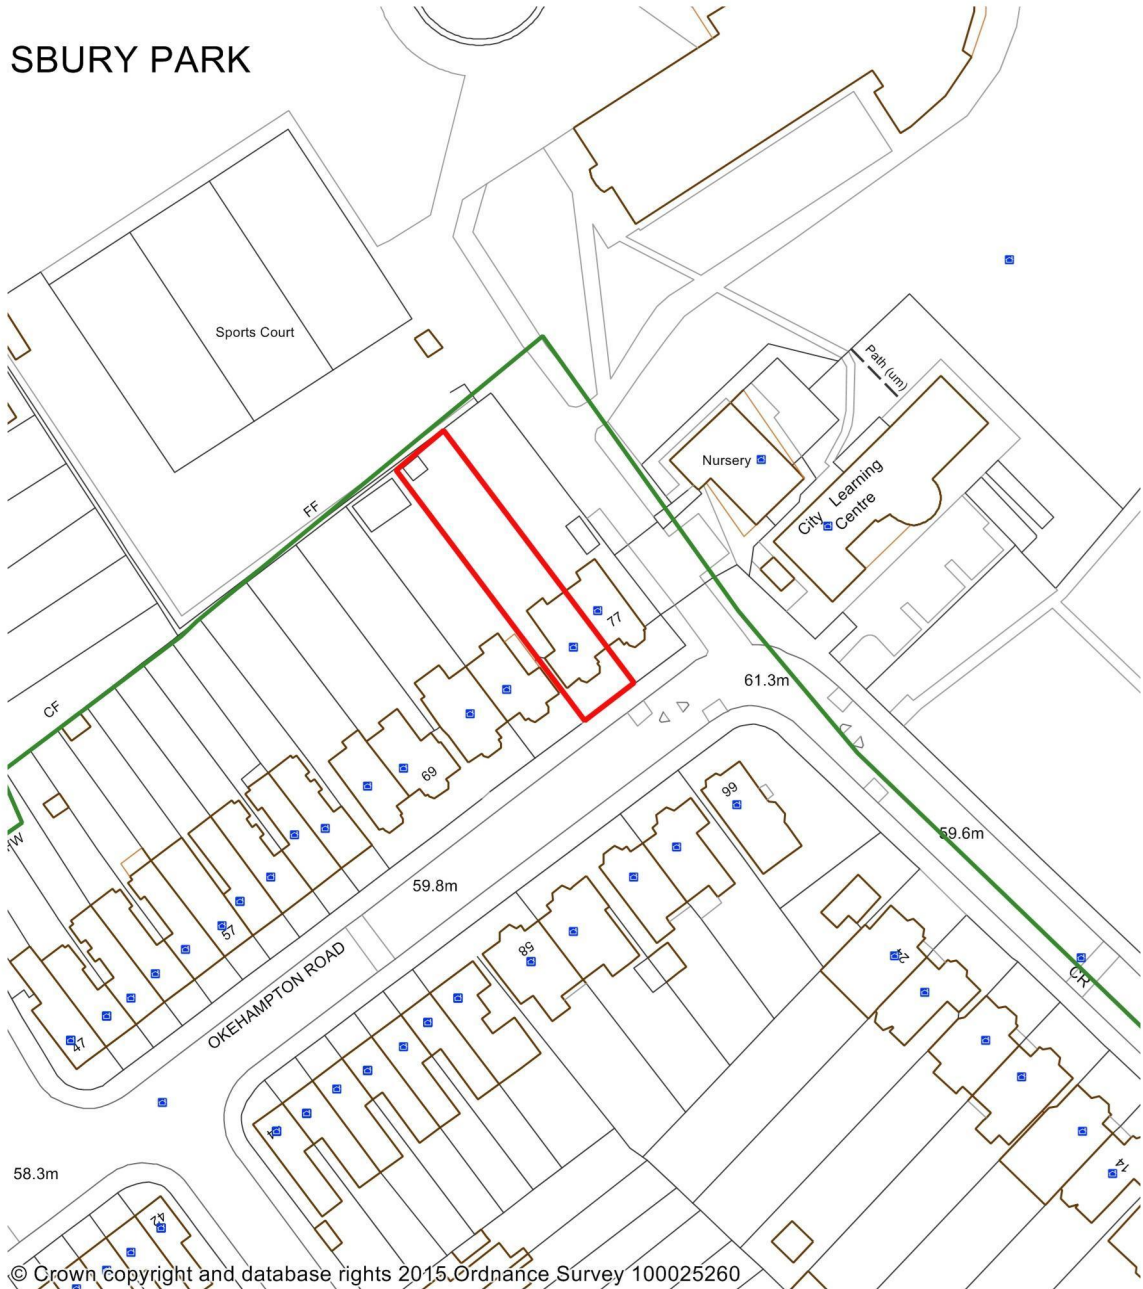 SBURY PARK
Sports Court
Path (um)
Nursery
City Learning
Centre
FF
77
61.3m
CF
69
66
59.6m
59.8m
57
58
24
CR
OKEHAMPTON ROAD
47
14
58.3m
42
© Crown copyright and database rights 2015 Ordnance Survey 100025260